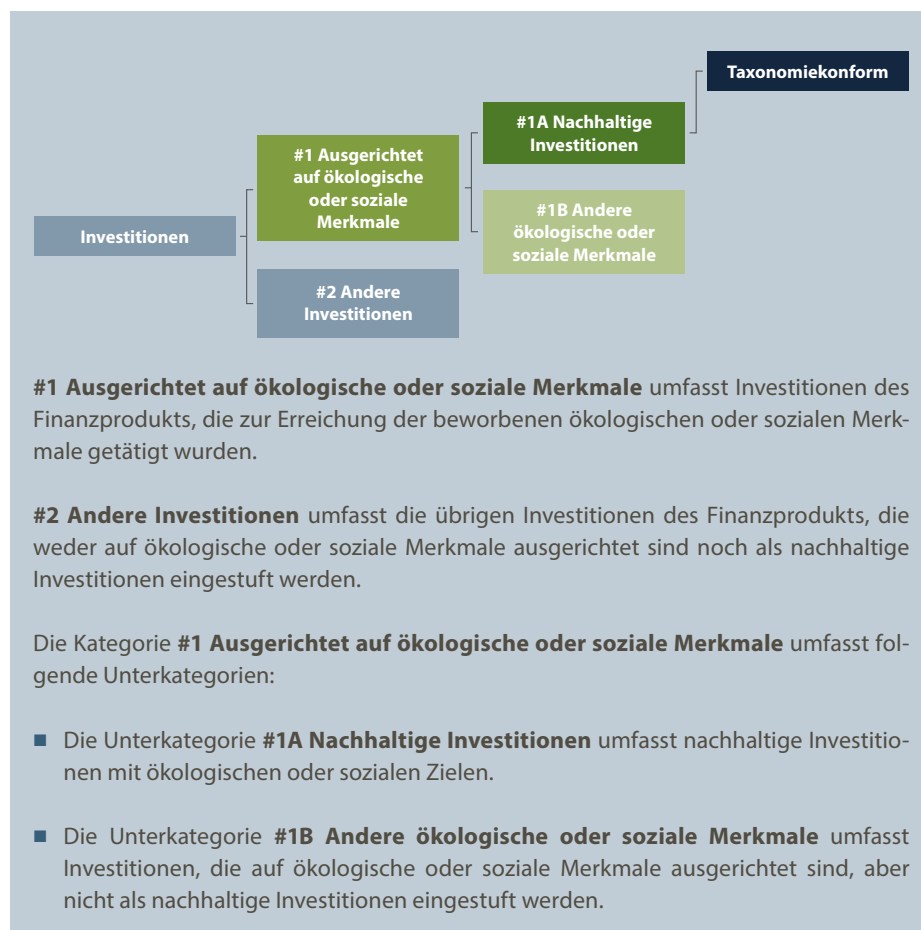 Taxonomiekonform
#1A Nachhaltige
Investitionen
#1 Ausgerichtet
auf ökologische
oder soziale
Merkmale
#1B Andere
ökologische oder
soziale Merkmale
Investitionen
#2 Andere
Investitionen
#1 Ausgerichtet auf ökologische oder soziale Merkmale umfasst Investitionen des
Finanzprodukts, die zur Erreichung der beworbenen ökologischen oder sozialen Merk-
male getätigt wurden.
#2 Andere Investitionen umfasst die übrigen Investitionen des Finanzprodukts, die
weder auf ökologische oder soziale Merkmale ausgerichtet sind noch als nachhaltige
Investitionen eingestuft werden.
Die Kategorie #1 Ausgerichtet auf ökologische oder soziale Merkmale umfasst fol-
gende Unterkategorien:
■ Die Unterkategorie #1A Nachhaltige Investitionen umfasst nachhaltige Investitio-
nen mit ökologischen oder sozialen Zielen.
■ Die Unterkategorie #1B Andere ökologische oder soziale Merkmale umfasst
Investitionen, die auf ökologische oder soziale Merkmale ausgerichtet sind, aber
nicht als nachhaltige Investitionen eingestuft werden.